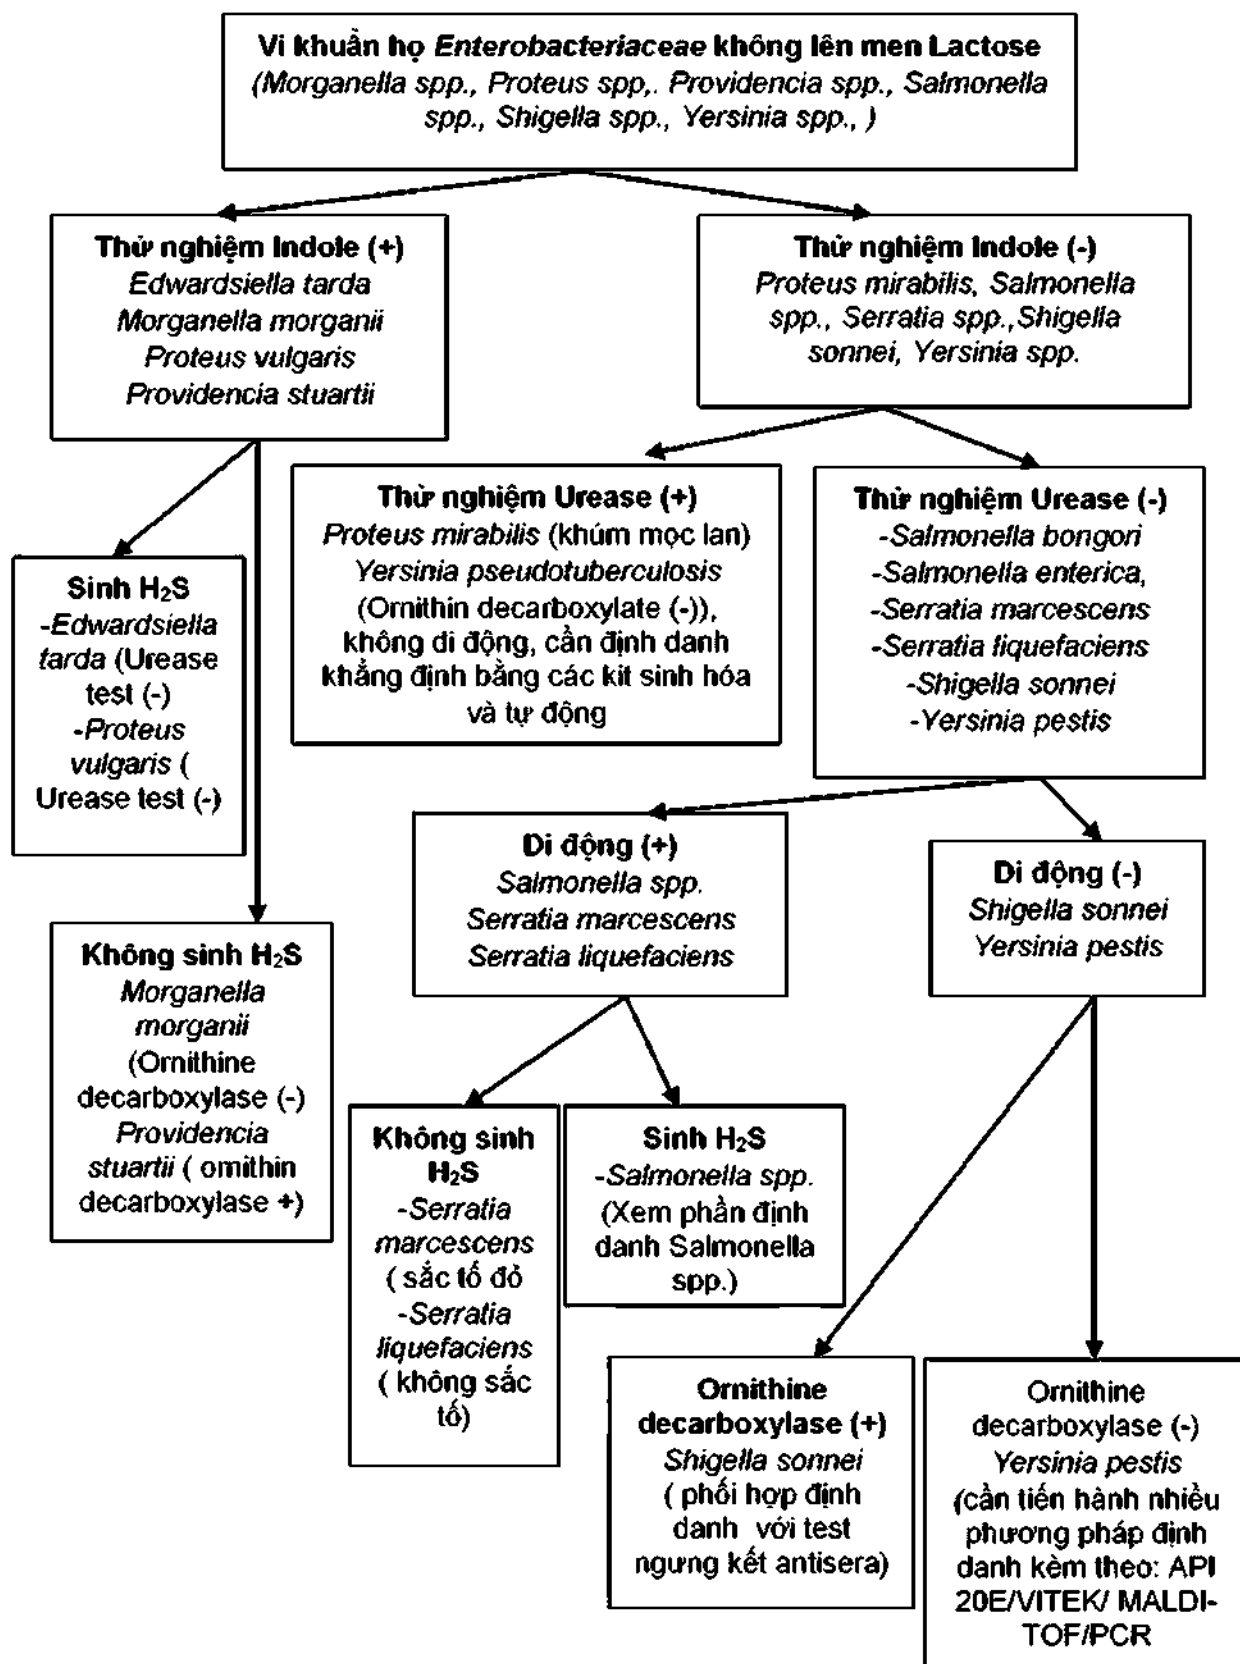 Vi khuẩn họ Enterobacteriaceae không lên men Lactose
(Morganella spp., Proteus spp,. Providencia spp., Salmonella
spp., Shigella spp., Yersinia spp., )
Thử nghiệm Indole (+)
Edwardsiella tarda
Morganella morganii
Proteus vulgaris
Providencia stuartii
Thử nghiệm Indole (-)
Proteus mirabilis, Salmonella
spp., Serratia spp.,Shigella
sonnei, Yersinia spp.
Thử nghiệm Urease (+)
Proteus mirabilis (khúm mọc lan)
Yersinia pseudotuberculosis
(Ornithin decarboxylate (-)),
không di động, cần định danh
khẳng định bằng các kit sinh hóa
và tự động
Thử nghiệm Urease (-)
-Salmonella bongori
-Salmonella enterica,
-Serratia marcescens
-Serratia liquefaciens
-Shigella sonnei
-Yersinia pestis
Sinh H₂S
-Edwardsiella
tarda (Urease
test (-)
-Proteus
vulgaris (
Urease test (-)
Di động (+)
Salmonella spp.
Serratia marcescens
Serratia liquefaciens
Di động (-)
Shigella sonnei
Yersinia pestis
Không sinh H₂S
Morganella
morganii
(Ornithine
decarboxylase (-)
Providencia
stuartii ( ornithin
decarboxylase +)
Không sinh
H₂S
-Serratia
marcescens
( sắc tố đỏ
-Serratia
liquefaciens
( không sắc
tố)
Sinh H₂S
-Salmonella spp.
(Xem phần định
danh Salmonella
spp.)
Ornithine
decarboxylase (+)
Shigella sonnei
( phối hợp định
danh với test
ngưng kết antisera)
Ornithine
decarboxylase (-)
Yersinia pestis
(cần tiến hành nhiều
phương pháp định
danh kèm theo: API
20E/VITEK/ MALDI-
TOF/PCR